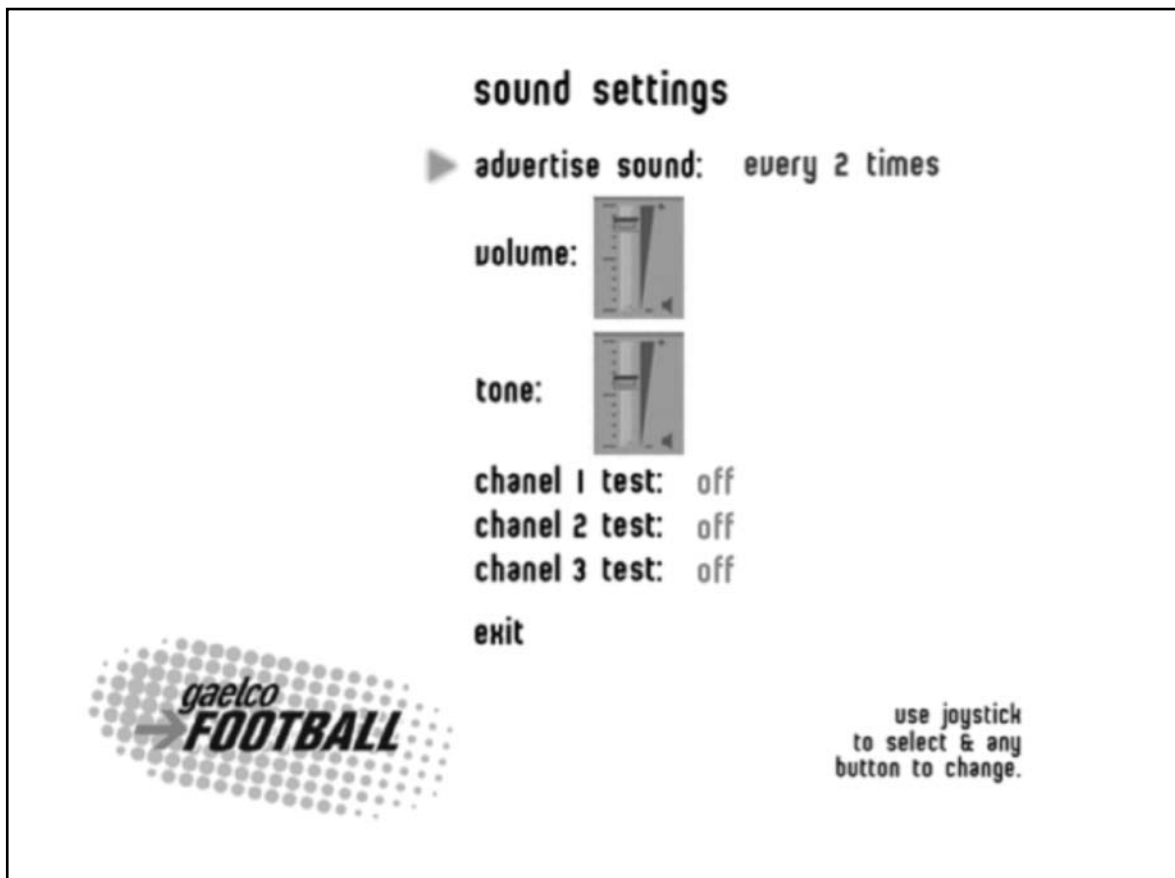 sound settings
advertise sound: every 2 times
volume:
tone:
chanel 1 test: off
chanel 2 test: off
chanel 3 test: off
exit
gaelco
FOOTBALL
use joystick
to select & any
button to change.